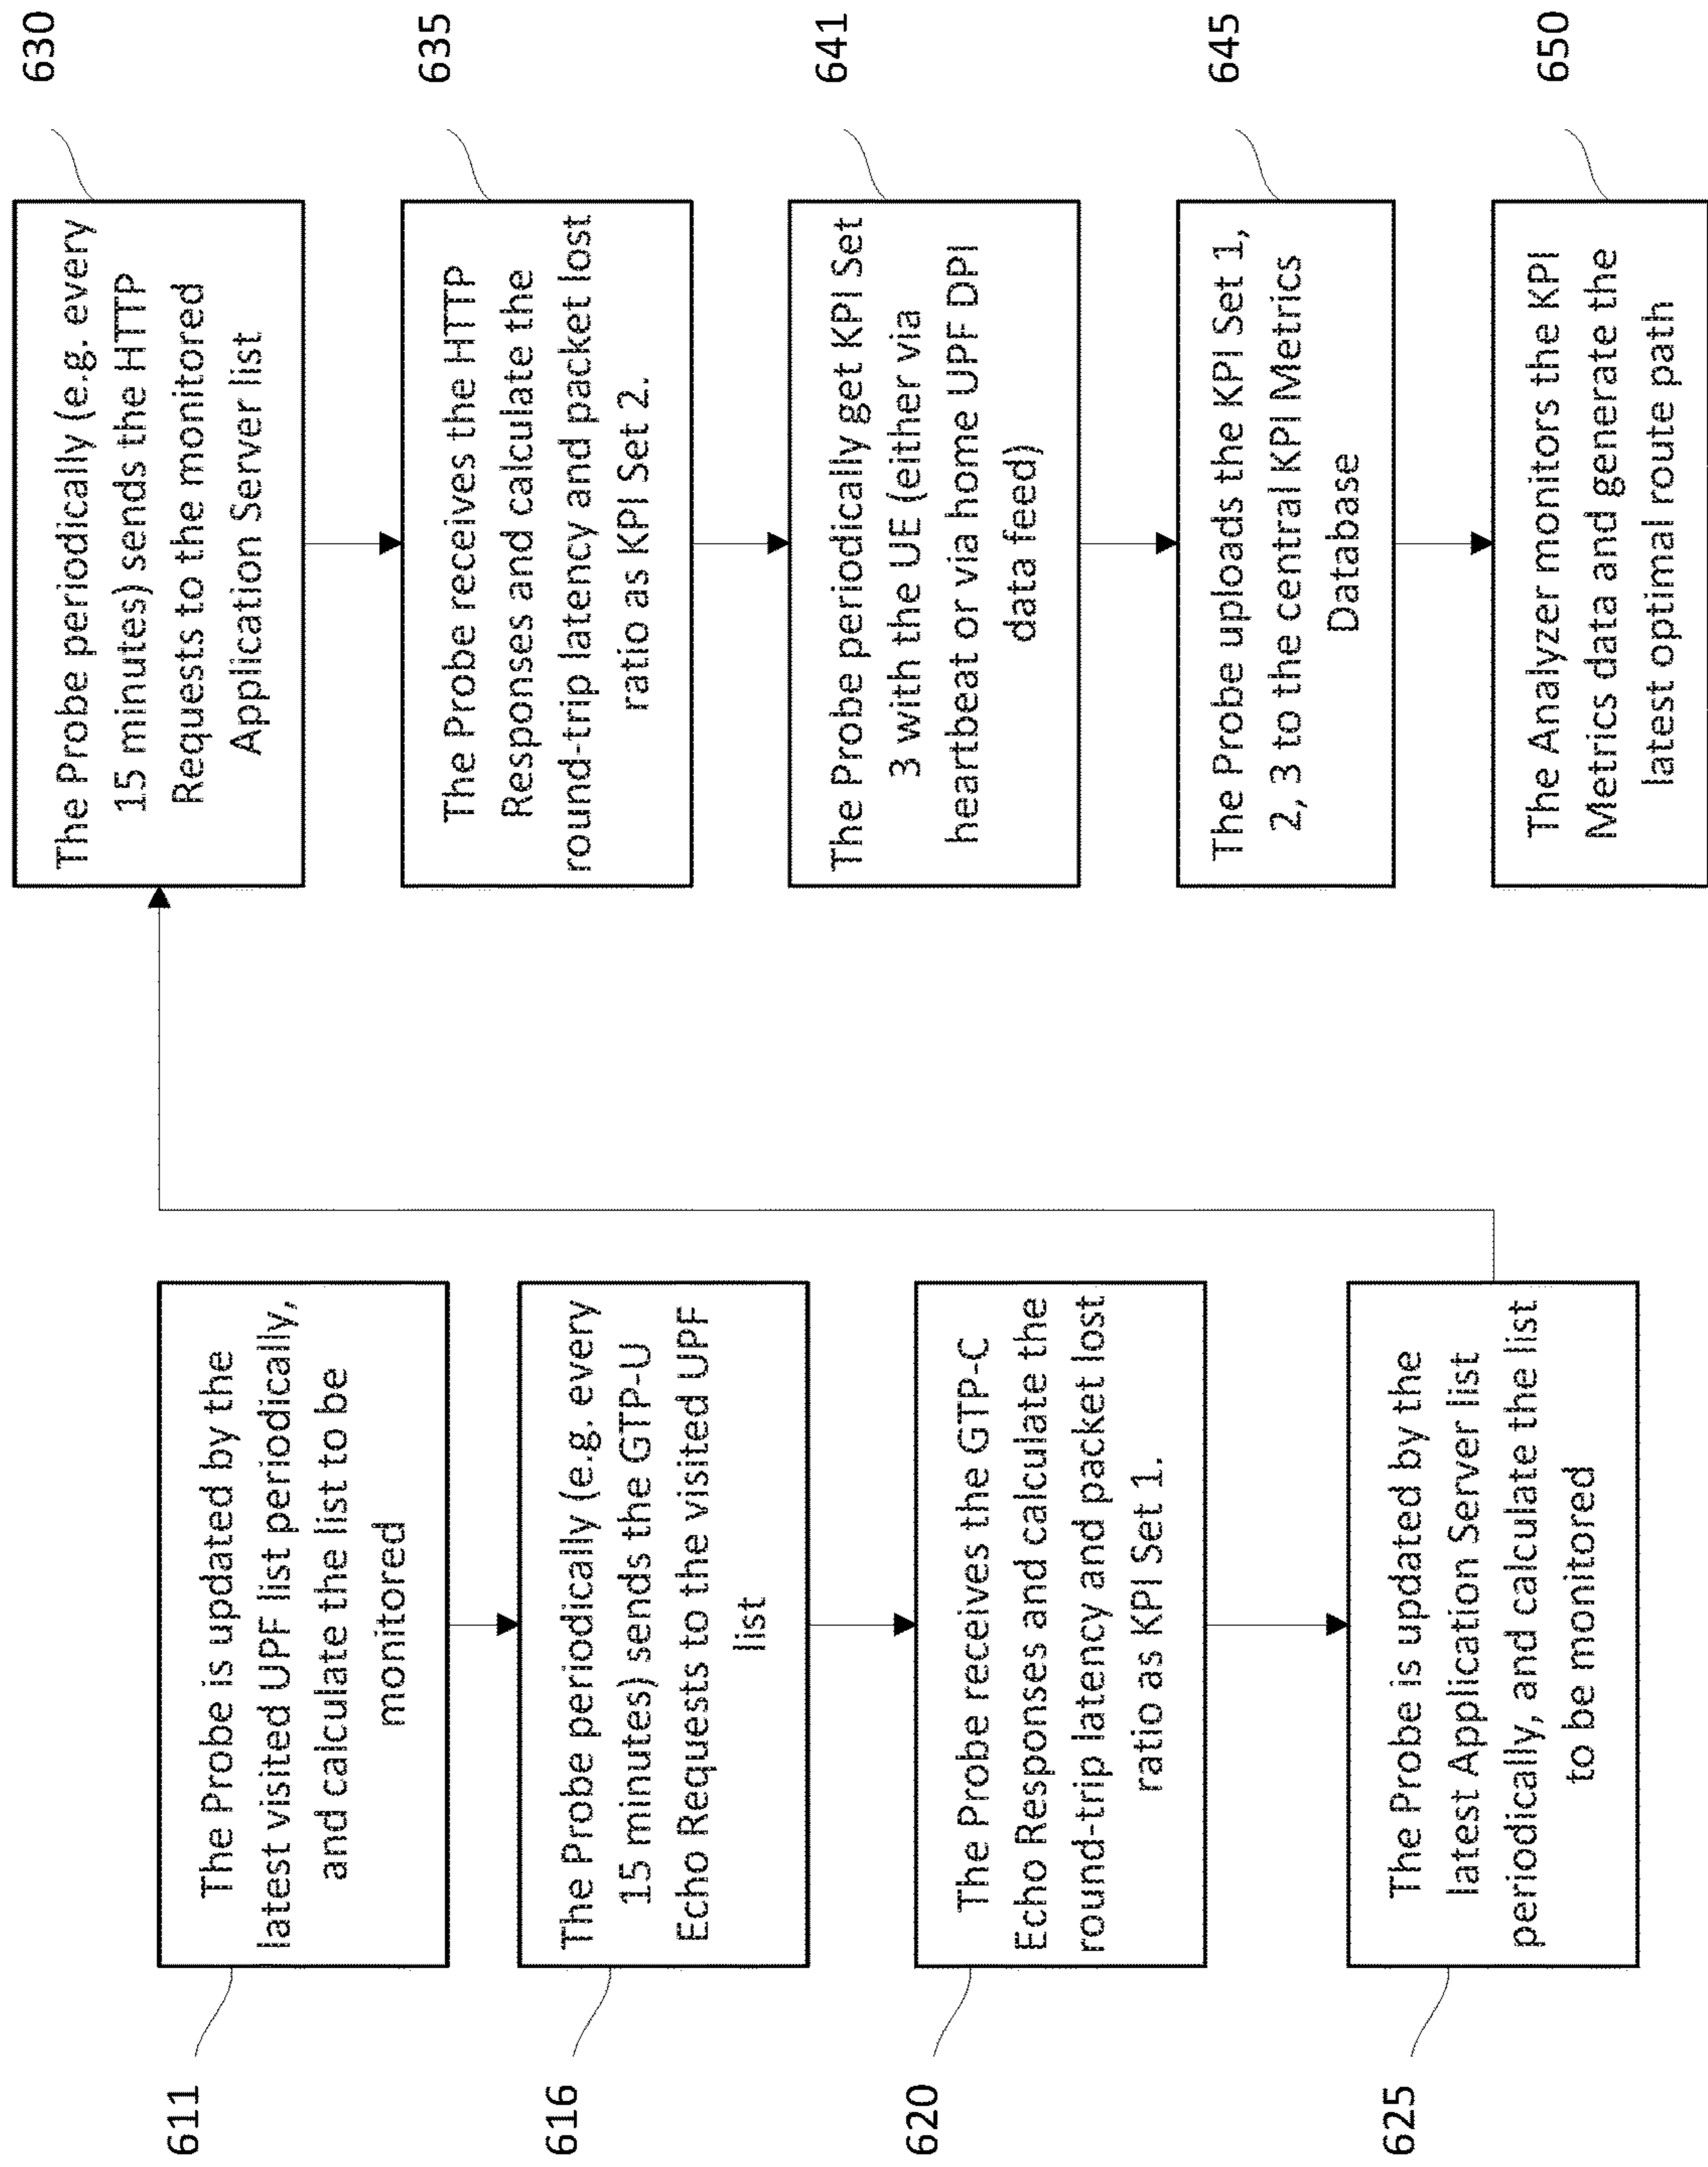 611
The Probe is updated by the
latest visited UPF list periodically,
and calculate the list to be
monitored
616
The Probe periodically (e.g. every
15 minutes) sends the GTP-U
Echo Requests to the visited UPF
list
620
The Probe receives the GTP-C
Echo Responses and calculate the
round-trip latency and packet lost
ratio as KPI Set 1.
625
The Probe is updated by the
latest Application Server list
periodically, and calculate the list
to be monitored
630
The Probe periodically (e.g. every
15 minutes) sends the HTTP
Requests to the monitored
Application Server list
635
The Probe receives the HTTP
Responses and calculate the
round-trip latency and packet lost
ratio as KPI Set 2.
641
The Probe periodically get KPI Set
3 with the UE (either via
heartbeat or via home UPF DPI
data feed)
645
The Probe uploads the KPI Set 1,
2, 3 to the central KPI Metrics
Database
650
The Analyzer monitors the KPI
Metrics data and generate the
latest optimal route path